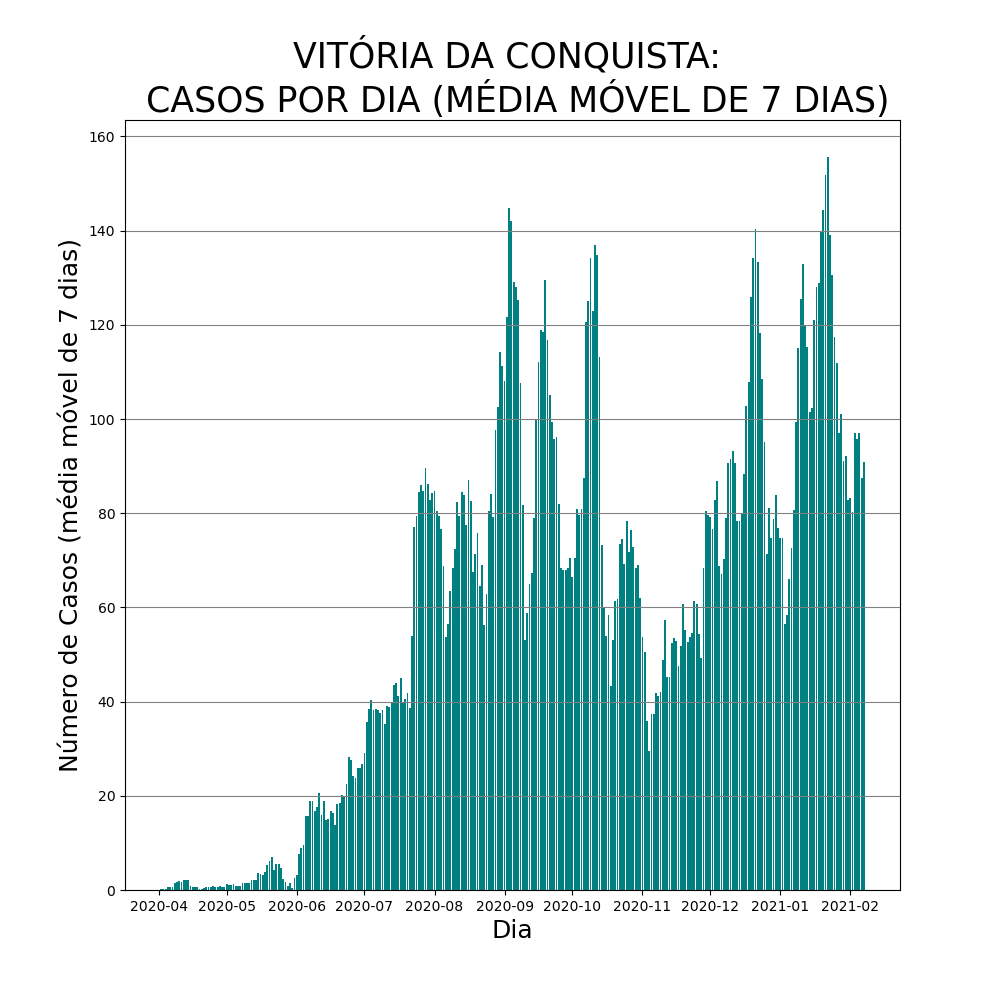 VITÓRIA DA CONQUISTA:
CASOS POR DIA (MÉDIA MÓVEL DE 7 DIAS)
Número de Casos (média móvel de 7 dias)
160
140
120
100
80
60
40
20
0
2020-04 2020-05 2020-06 2020-07 2020-08 2020-09 2020-10 2020-11 2020-12 2021-01 2021-02
Dia